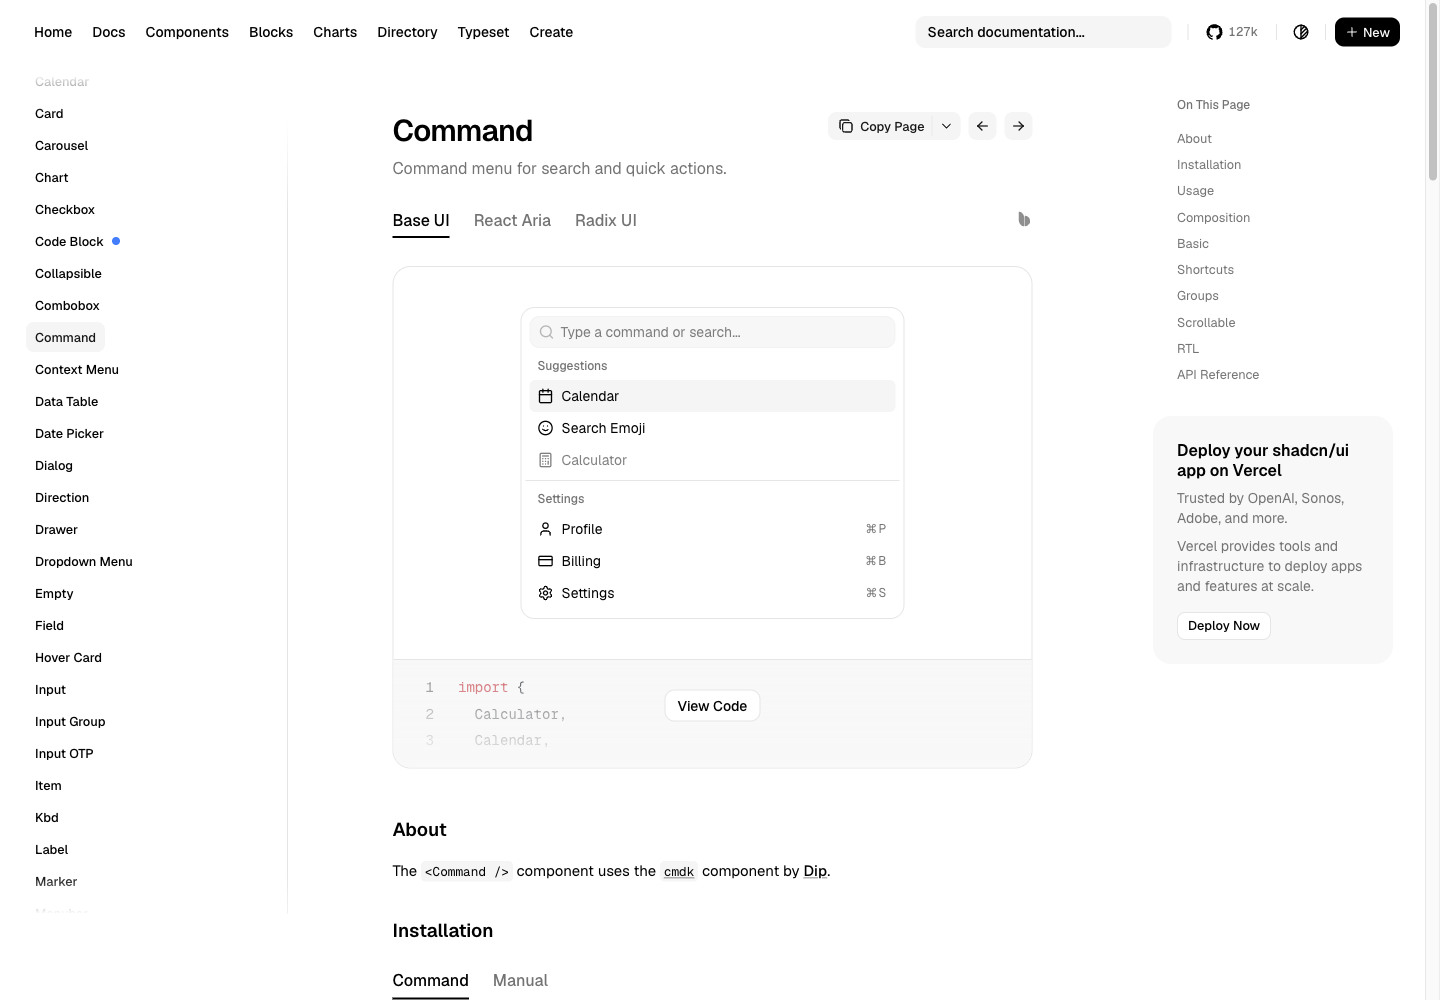 Home Docs Components Blocks Charts Directory Typeset Create
Search documentation...
127k
New
Calendar
Card
Carousel
Chart
Checkbox
Code Block
Collapsible
Combobox
Command
Context Menu
Data Table
Date Picker
Dialog
Direction
Drawer
Dropdown Menu
Empty
Field
Hover Card
Input
Input Group
Input OTP
Item
Kbd
Label
Marker
Command
Copy Page
Command menu for search and quick actions.
Base UI React Aria Radix UI
Type a command or search...
Suggestions
Calendar
Search Emoji
Calculator
Settings
Profile ⌘P
Billing ⌘B
Settings ⌘S
1 import {
2 Calculator,
3 Calendar,
View Code
About
The <Command /> component uses the cmdk component by Dip.
Installation
Command Manual
On This Page
About
Installation
Usage
Composition
Basic
Shortcuts
Groups
Scrollable
RTL
API Reference
Deploy your shadcn/ui
app on Vercel
Trusted by OpenAI, Sonos,
Adobe, and more.
Vercel provides tools and
infrastructure to deploy apps
and features at scale.
Deploy Now